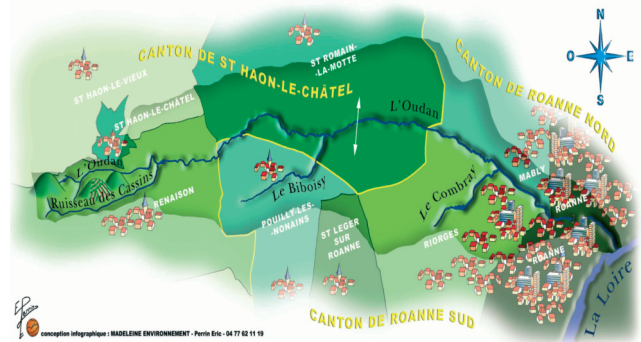 N
O
E
S
CANTON DE ST HAON-LE-CHÂTEL
ST ROMAIN-
-LA-MOTTE
CANTON DE ROANNE NORD
ST HAON-LE-VIEUX
ST HAON-LE-CHATEL
L'Oudan
L'Oudan
Ruisseau des Cassins
RENAISON
Le Biboisy
POUILLY-LES-
-NONAINS
ST LEGER
SUR
ROANNE
Le Combray
RIORGES
MABLY
ROANNE
ROANNE
La Loire
CANTON DE ROANNE SUD
conception infographique : MADELEINE ENVIRONNEMENT - Perrin Eric - 04 77 62 11 19